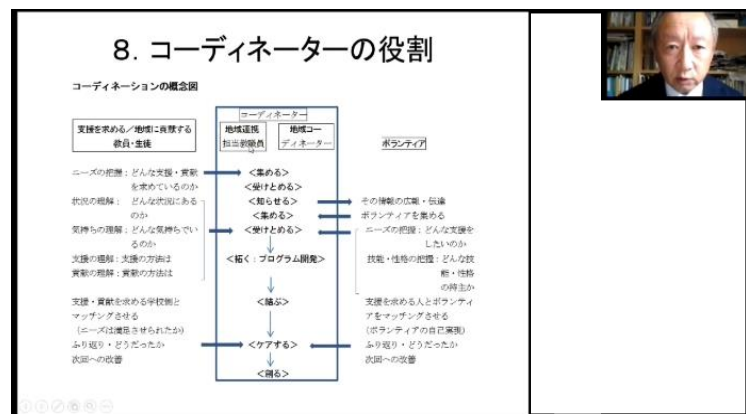 8. コーディネーターの役割
コーディネーションの概念図
コーディネーター
支援を求める／地域に貢献する
教員・生徒
地域連携
担当教職員
地域コー
ディネーター
ボランティア
ニーズの把握：どんな支援・貢献
を求めているのか
状況の理解： どんな状況にある
のか
気持ちの理解：どんな気持ちでい
るのか
支援の理解：支援の方法は
貢献の理解：貢献の方法は
支援・貢献を求める学校側と
マッチングさせる
（ニーズは満足させられたか）
ふり返り・どうだったか
次回への改善
＜集める＞
＜受けとめる＞
＜知らせる＞
＜集める＞
＜受けとめる＞
＜拓く：プログラム開発＞
＜結ぶ＞
＜ケアする＞
＜創る＞
その情報の広報・伝達
ボランティアを集める
ニーズの把握：どんな支援を
したいのか
技能・性格の把握：どんな技
能・性格
の持主か
支援を求める人とボランティ
アをマッチングさせる
（ボランティアの自己実現）
ふり返り・どうだったか
次回への改善